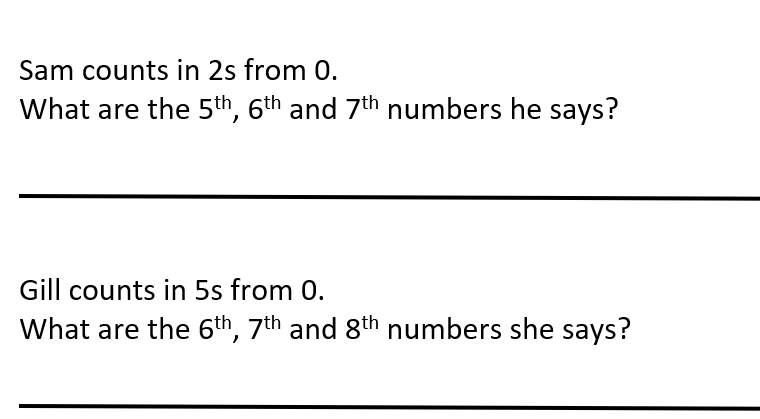 Sam counts in 2s from 0.
What are the 5th, 6th and 7th numbers he says?
Gill counts in 5s from 0.
What are the 6th, 7th and 8th numbers she says?